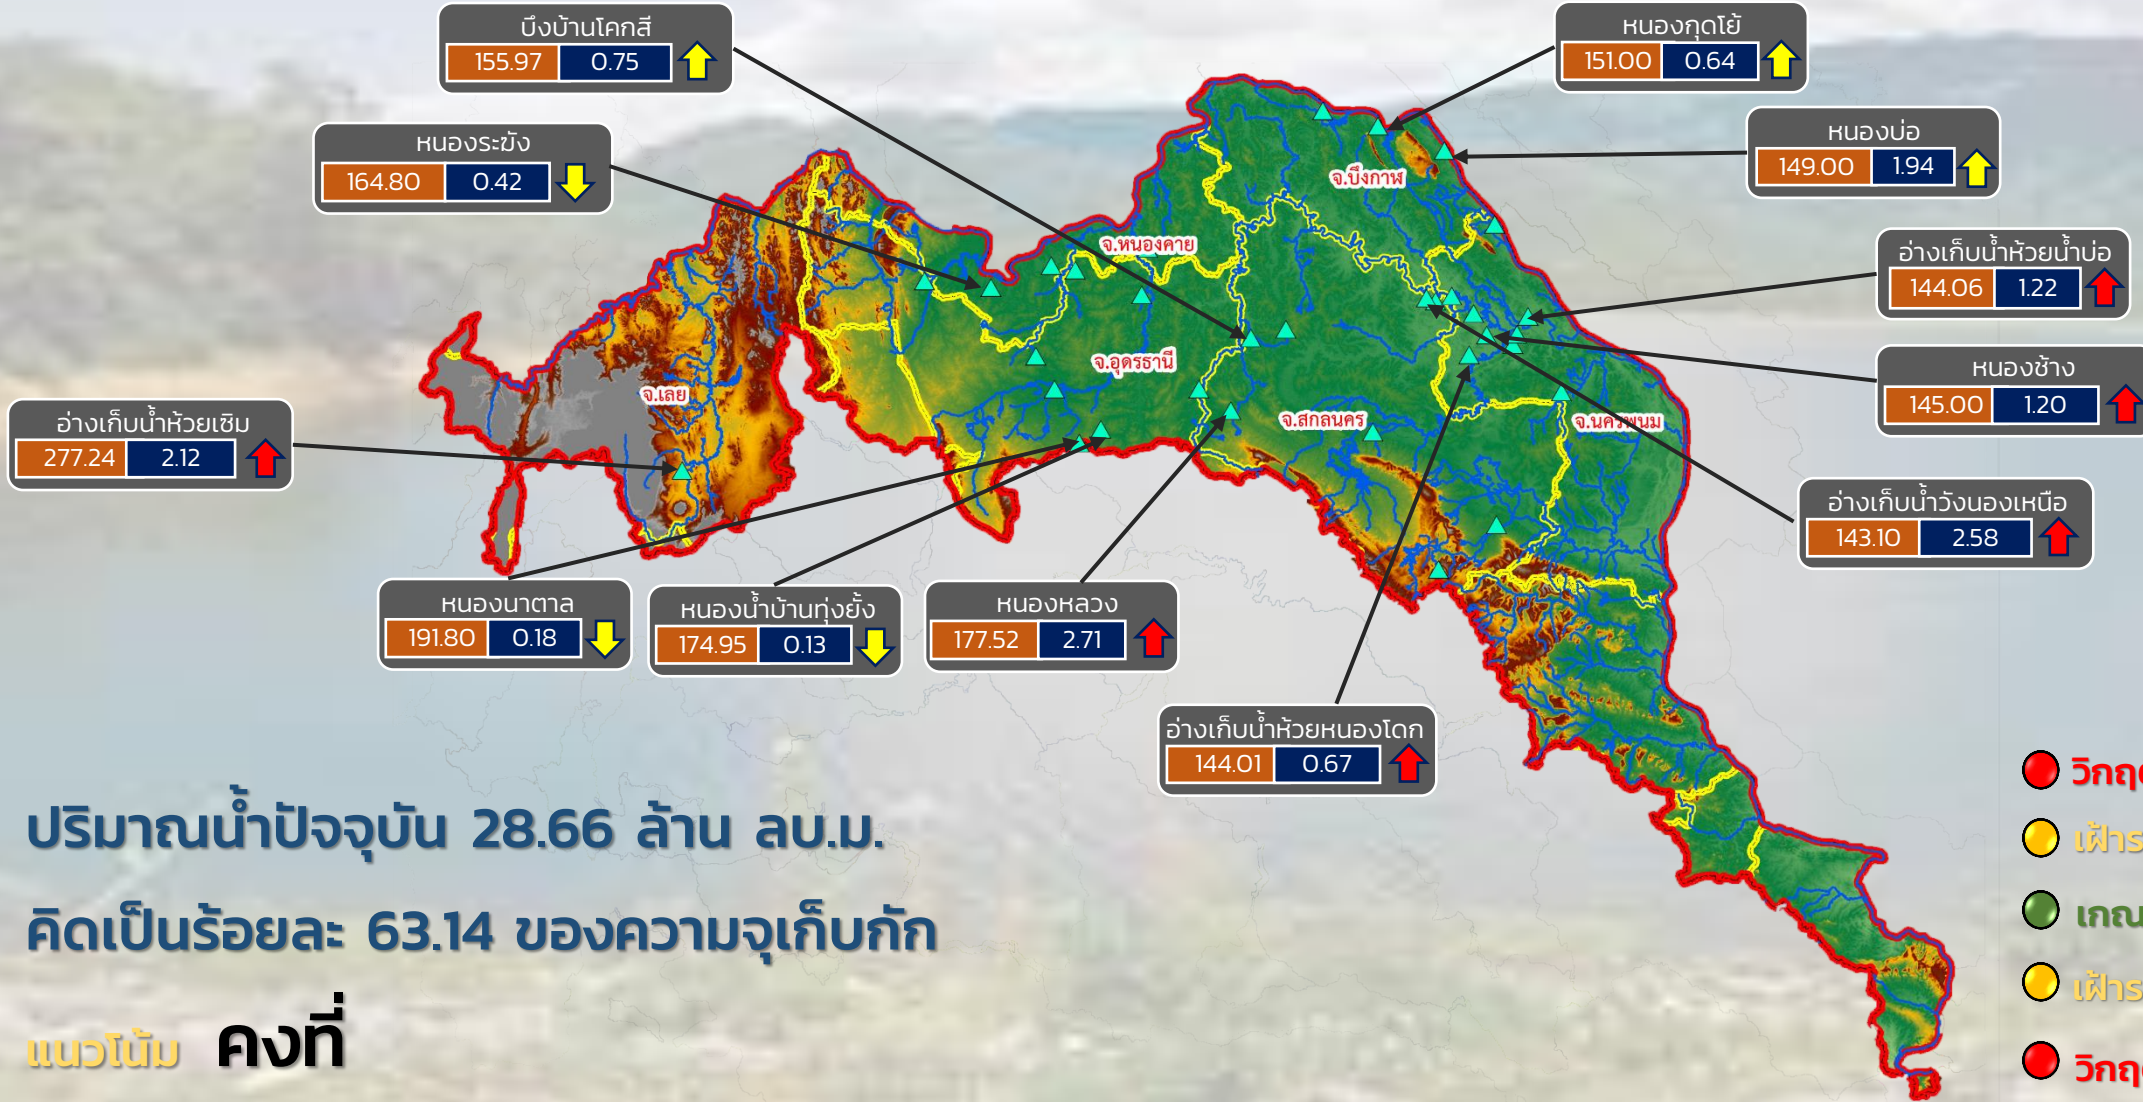 บึงบ้านโคกสี
155.97 0.75
หนองกุดโย้
151.00 0.64
หนองระฆัง
164.80 0.42
หนองบ่อ
149.00 1.94
จ.บึงกาฬ
จ.หนองคาย
อ่างเก็บน้ำห้วยน้ำบ่อ
144.06 1.22
จ.อุดรธานี
จ.เลย
หนองช้าง
145.00 1.20
อ่างเก็บน้ำห้วยเซิม
277.24 2.12
จ.สกลนคร
จ.นครพนม
อ่างเก็บน้ำวังนองเหนือ
143.10 2.58
หนองนาตาล
191.80 0.18
หนองน้ำบ้านทุ่งยั้ง
174.95 0.13
หนองหลวง
177.52 2.71
อ่างเก็บน้ำห้วยหนองโดก
144.01 0.67
ปริมาณน้ำปัจจุบัน 28.66 ล้าน ลบ.ม.
คิดเป็นร้อยละ 63.14 ของความจุเก็บกัก
แนวโน้ม คงที่